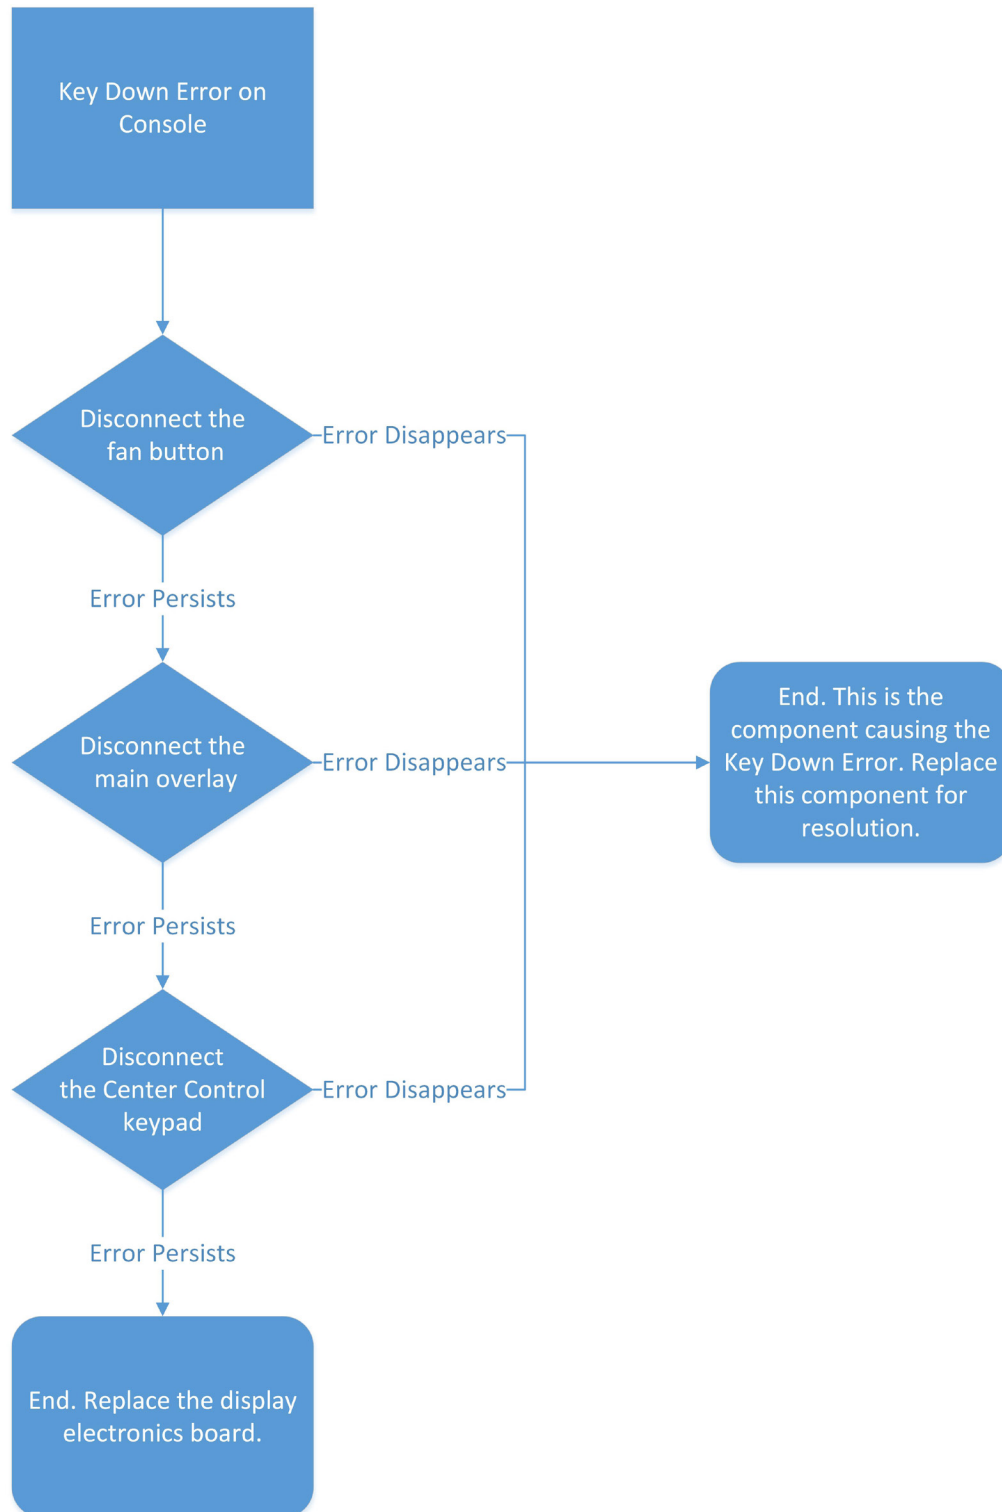 Key Down Error on
Console
Disconnect the
fan button
Error Disappears
Error Persists
Disconnect the
main overlay
Error Disappears
End. This is the
component causing the
Key Down Error. Replace
this component for
resolution.
Error Persists
Disconnect
the Center Control
keypad
Error Disappears
Error Persists
End. Replace the display
electronics board.